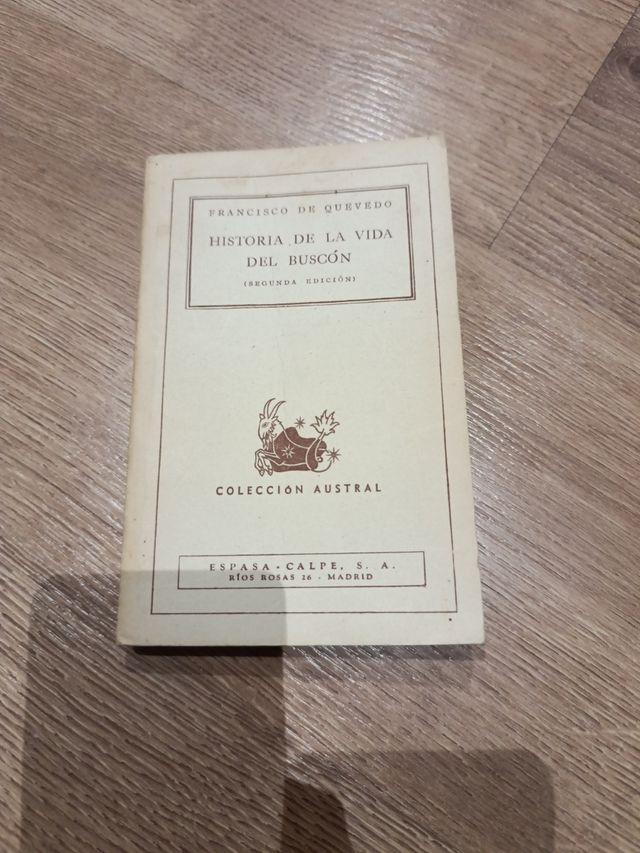 FRANCISCO DE QUEVEDO
HISTORIA DE LA VIDA
DEL BUSCÓN
(SEGUNDA EDICIÓN)
COLECCIÓN AUSTRAL
ESPASA - CALPE, S. A.
RÍOS ROSAS 26 - MADRID